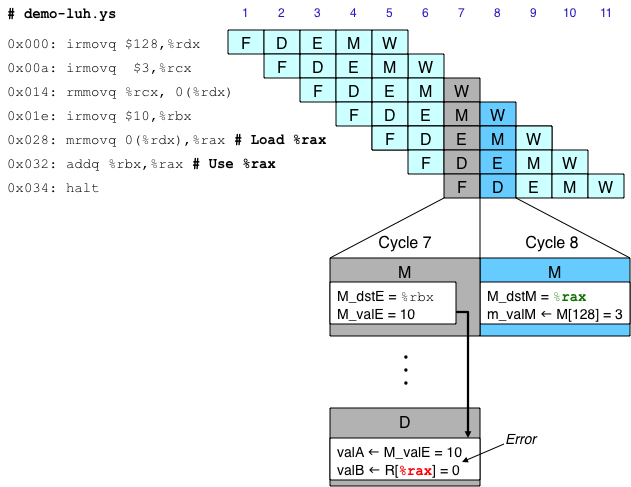 # demo-luh.ys
1 2 3 4 5 6 7 8 9 10 11
0x000: irmovq $128,%rdx F D E M W
0x00a: irmovq  $3,%rcx F D E M W
0x014: rmmovq %rcx, 0(%rdx) F D E M W
0x01e: irmovq $10,%rbx F D E M W
0x028: mrmovq 0(%rdx),%rax # Load %rax F D E M W
0x032: addq %rbx,%rax # Use %rax F D E M W
0x034: halt F D E M W
Cycle 7 Cycle 8
M M
M_dstE = %rbx M_dstM = %rax
M_valE = 10 m_valM ← M[128] = 3
D
Error
valA ← M_valE = 10
valB ← R[%rax] = 0